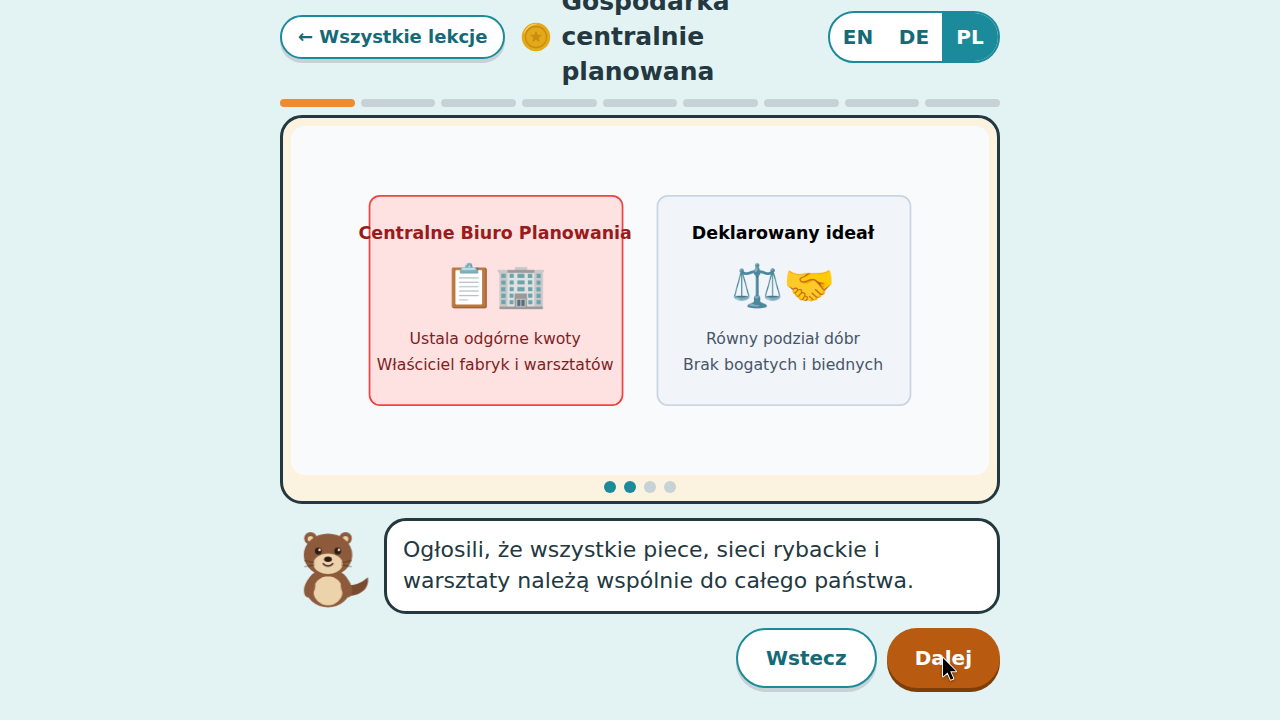 ← Wszystkie lekcje
Gospodarka
centralnie
planowana
EN DE PL
Centralne Biuro Planowania
Ustala odgórne kwoty
Właściciel fabryk i warsztatów
Deklarowany ideał
Równy podział dóbr
Brak bogatych i biednych
Ogłosili, że wszystkie piece, sieci rybackie i
warsztaty należą wspólnie do całego państwa.
Wstecz
Dalej